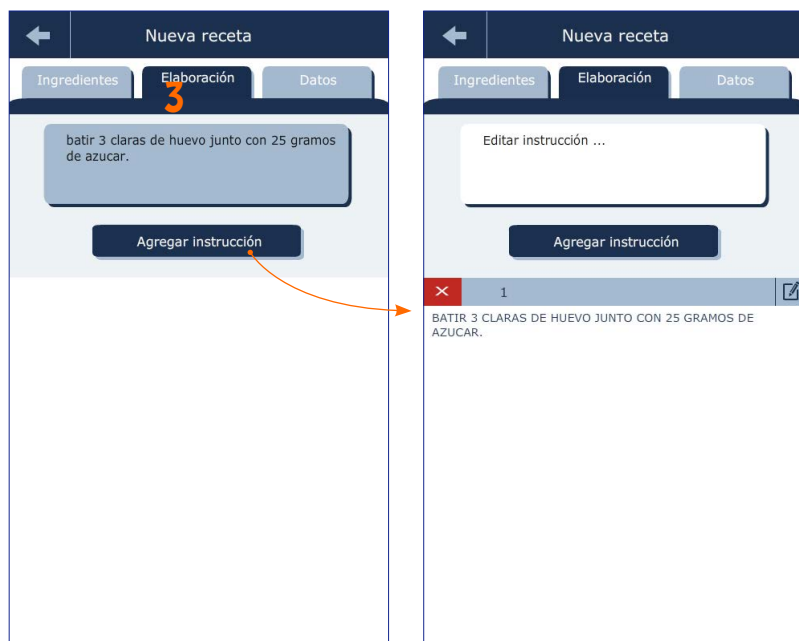 Nueva receta
Ingredientes
Elaboración
Datos
3
batir 3 claras de huevo junto con 25 gramos
de azucar.
Agregar instrucción
Nueva receta
Ingredientes
Elaboración
Datos
Editar instrucción ...
Agregar instrucción
1
BATIR 3 CLARAS DE HUEVO JUNTO CON 25 GRAMOS DE
AZUCAR.